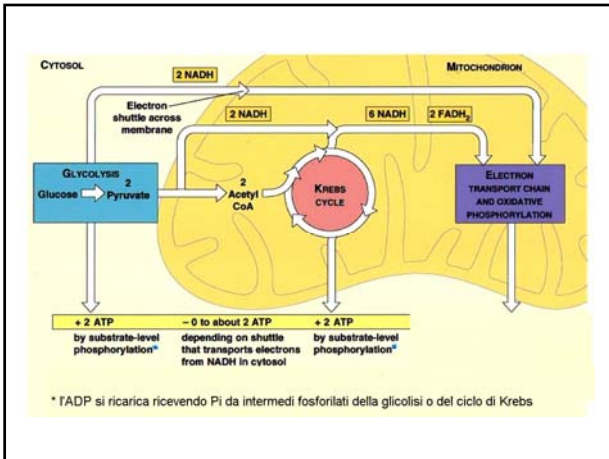 CYTOSOL
MITOCHONDRION
2 NADH
Electron
shuttle across
membrane
2 NADH
6 NADH
2 FADH₂
GLYCOLYSIS
Glucose
2
Pyruvate
2
Acetyl
CoA
KREBS
CYCLE
ELECTRON
TRANSPORT CHAIN
AND OXIDATIVE
PHOSPHORYLATION
+ 2 ATP
by substrate-level
phosphorylation*
– 0 to about 2 ATP
depending on shuttle
that transports electrons
from NADH in cytosol
+ 2 ATP
by substrate-level
phosphorylation*
* l'ADP si ricarica ricevendo Pi da intermedi fosforilati della glicolisi o del ciclo di Krebs